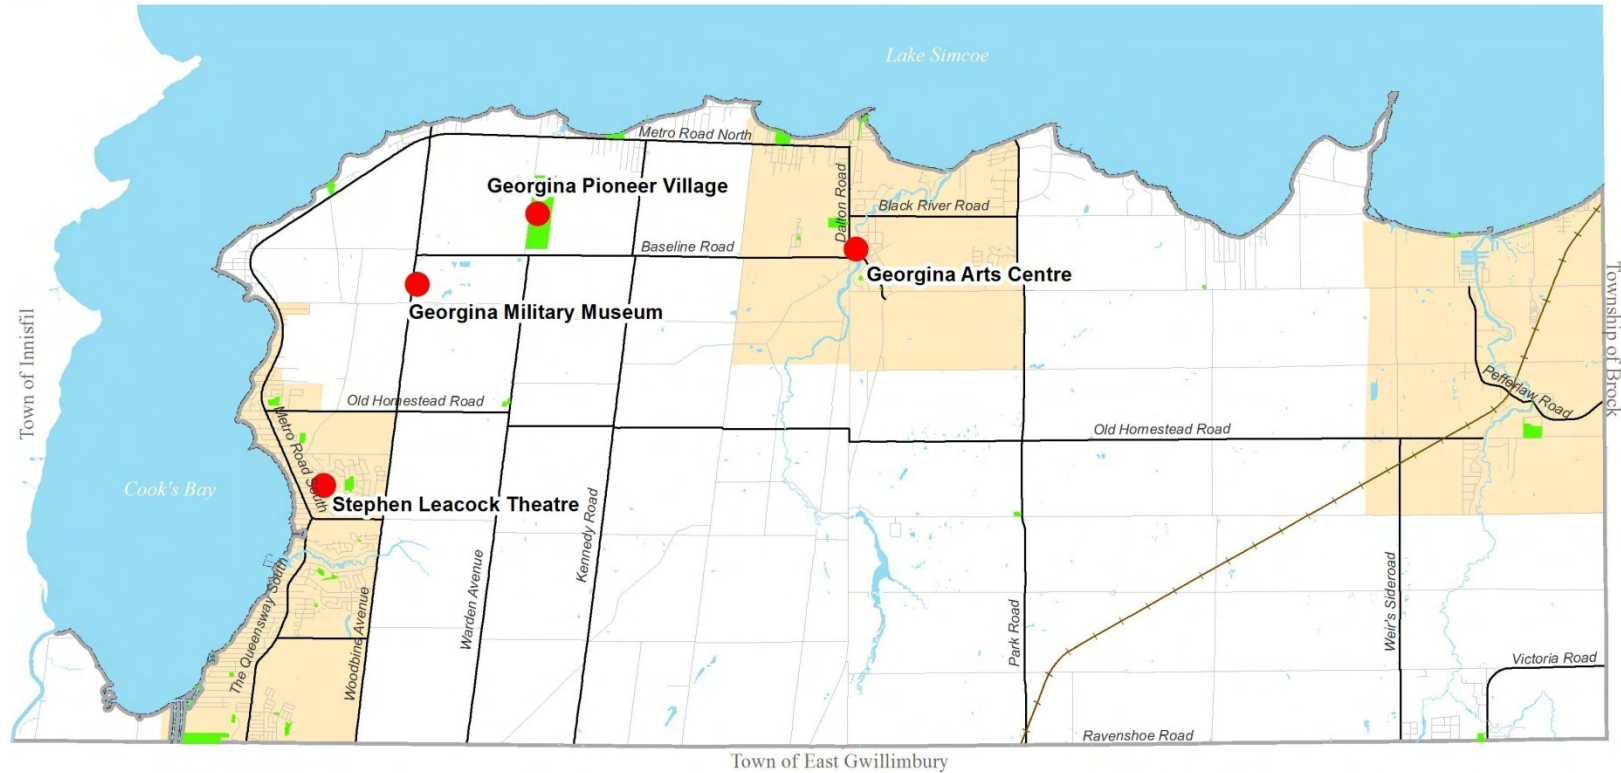 Lake Simcoe
Metro Road North
Georgina Pioneer Village
Dalton Road
Black River Road
Baseline Road
Georgina Arts Centre
Georgina Military Museum
Town of Innisfil
Township of Brock
Pefferlaw Road
Old Homestead Road
Old Homestead Road
Metro Road South
Cook's Bay
Stephen Leacock Theatre
The Queensway South
Woodbine Avenue
Warden Avenue
Kennedy Road
Park Road
Weir's Sideroad
Victoria Road
Ravenshoe Road
Town of East Gwillimbury